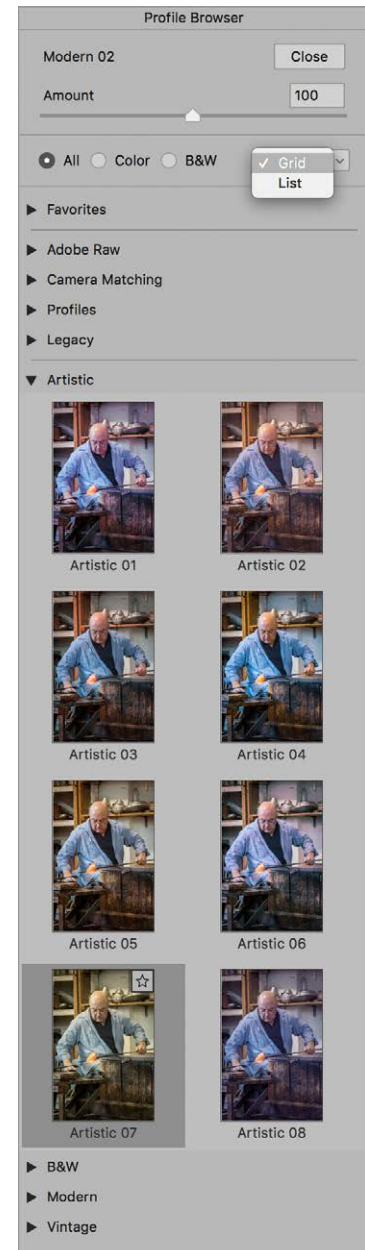 Profile Browser
Modern 02 Close
Amount 100
All Color B&W Grid
List
Favorites
Adobe Raw
Camera Matching
Profiles
Legacy
Artistic
Artistic 01 Artistic 02
Artistic 03 Artistic 04
Artistic 05 Artistic 06
Artistic 07 Artistic 08
B&W
Modern
Vintage